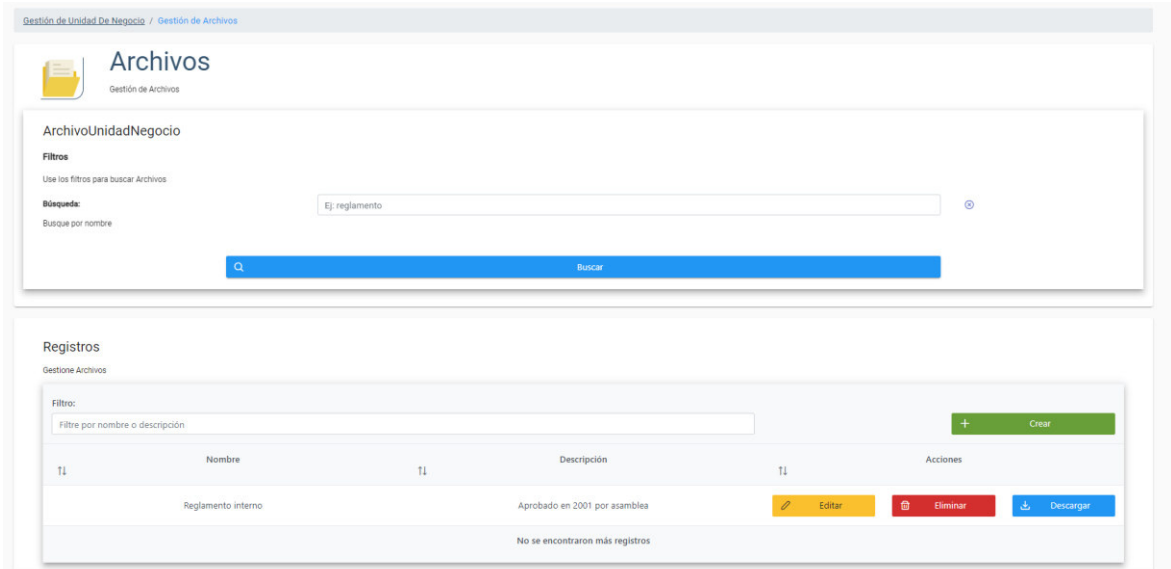 Gestión de Unidad De Negocio / Gestión de Archivos
Archivos
Gestión de Archivos
ArchivoUnidadNegocio
Filtros
Use los filtros para buscar Archivos
Búsqueda:
Ej: reglamento
Busque por nombre
Buscar
Registros
Gestione Archivos
Filtro:
Filtre por nombre o descripción
Crear
Nombre Descripción Acciones
Reglamento interno Aprobado en 2001 por asamblea Editar Eliminar Descargar
No se encontraron más registros